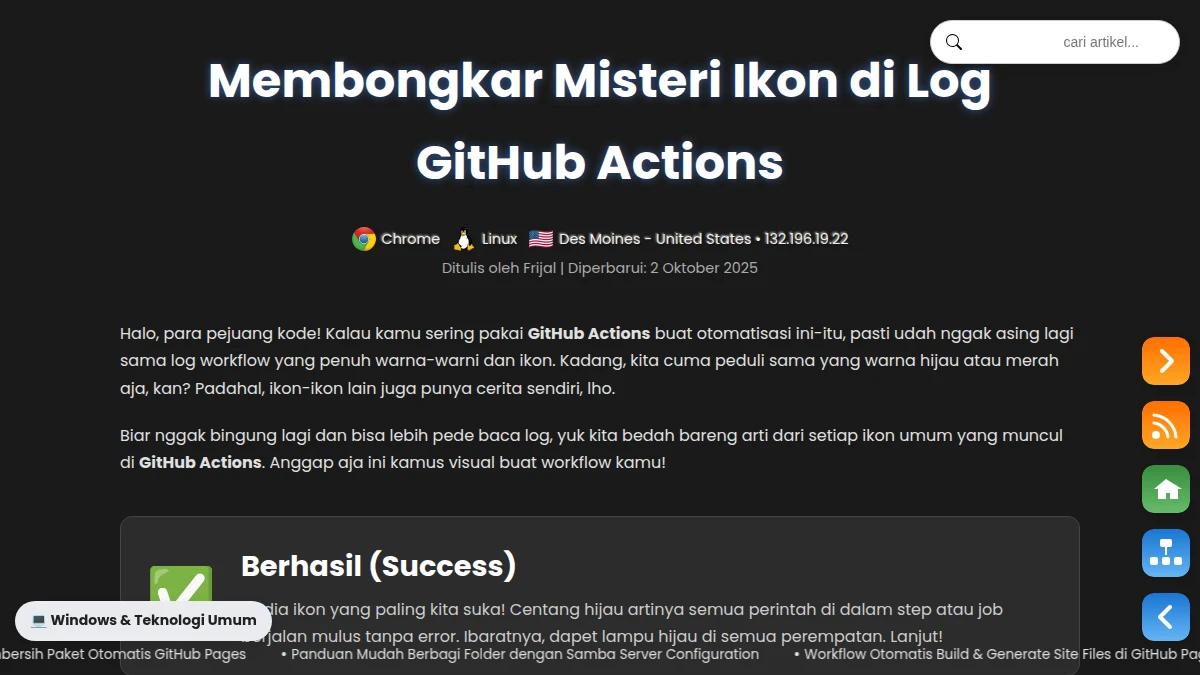 cari artikel...
Membongkar Misteri Ikon di Log
GitHub Actions
Chrome Linux Des Moines - United States • 132.196.19.22
Ditulis oleh Frijal | Diperbarui: 2 Oktober 2025
Halo, para pejuang kode! Kalau kamu sering pakai GitHub Actions buat otomatisasi ini-itu, pasti udah nggak asing lagi
sama log workflow yang penuh warna-warni dan ikon. Kadang, kita cuma peduli sama yang warna hijau atau merah
aja, kan? Padahal, ikon-ikon lain juga punya cerita sendiri, lho.
Biar nggak bingung lagi dan bisa lebih pede baca log, yuk kita bedah bareng arti dari setiap ikon umum yang muncul
di GitHub Actions. Anggap aja ini kamus visual buat workflow kamu!
Berhasil (Success)
ikon yang paling kita suka! Centang hijau artinya semua perintah di dalam step atau job
mulus tanpa error. Ibaratnya, dapet lampu hijau di semua perempatan. Lanjut!
Windows & Teknologi Umum
Paket Otomatis GitHub Pages • Panduan Mudah Berbagi Folder dengan Samba Server Configuration • Workflow Otomatis Build & Generate Site Files di GitHub